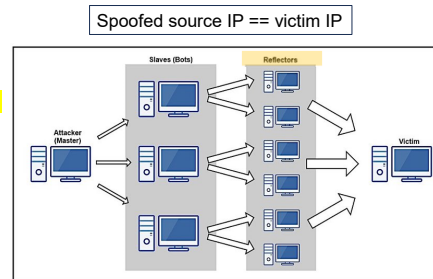 Spoofed source IP == victim IP
Slaves (Bots)
Reflectors
Attacker
(Master)
Victim